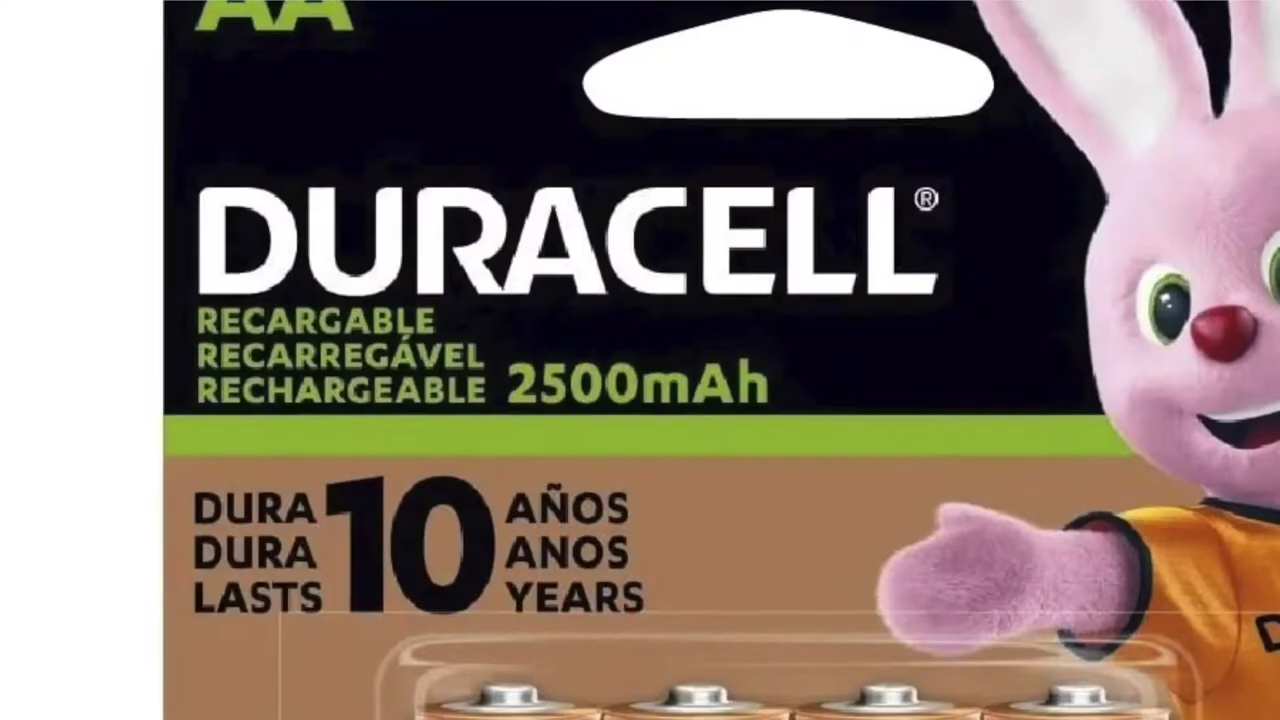 AA
DURACELL®
RECARGABLE
RECARREGÁVEL
RECHARGEABLE 2500mAh
DURA 10 AÑOS
DURA ANOS
LASTS YEARS
D